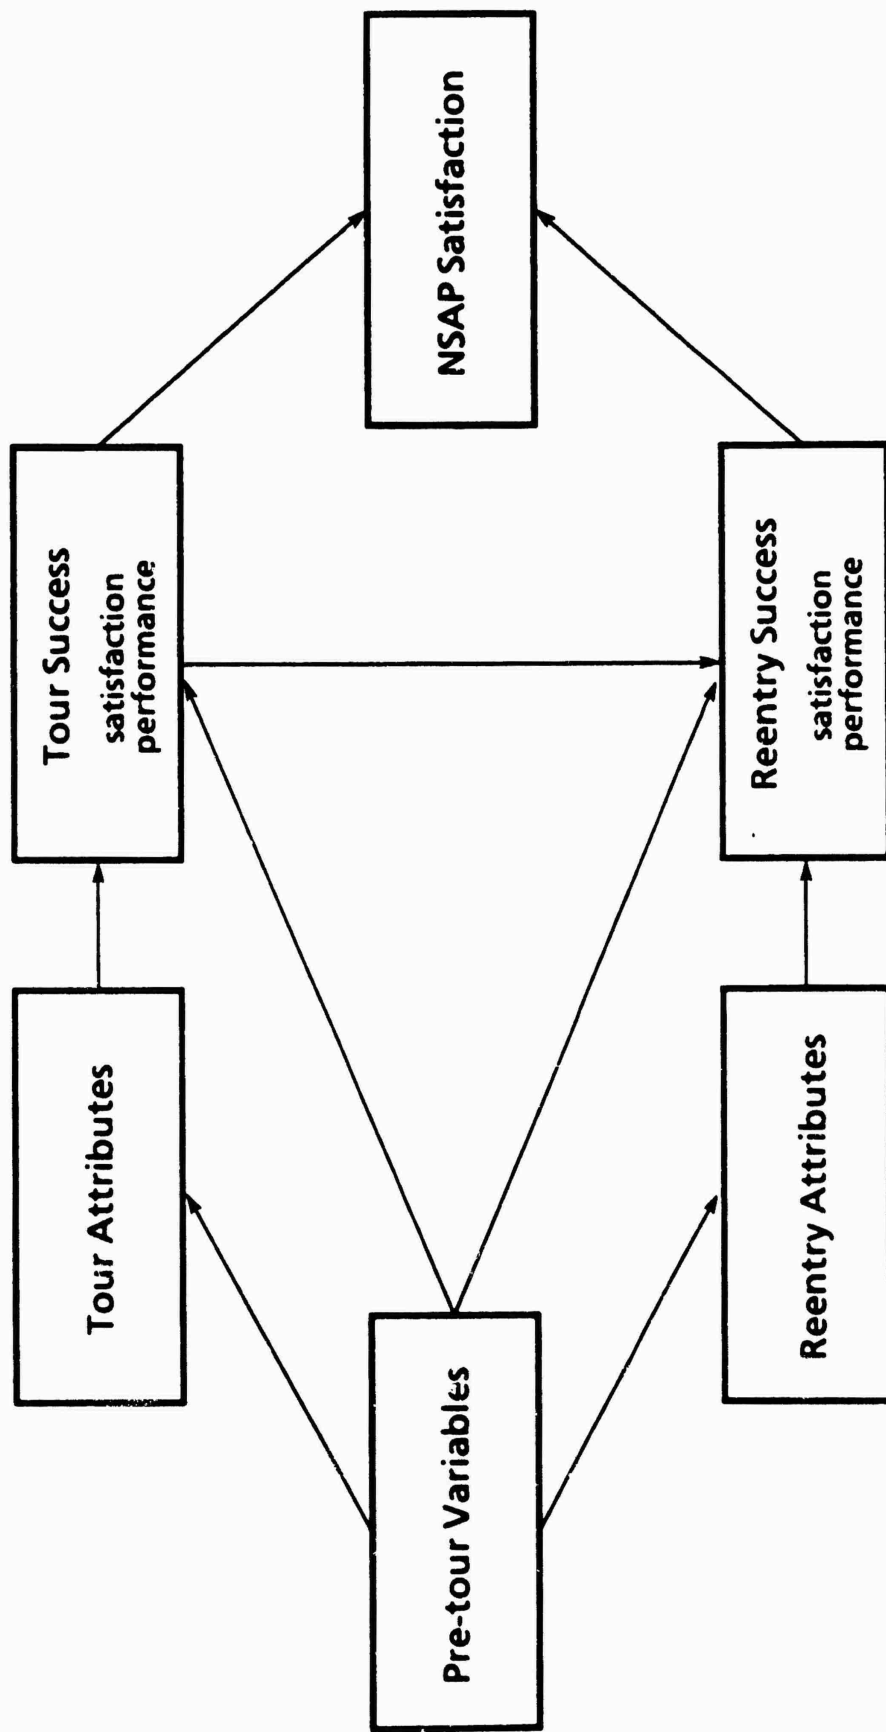 Pre-tour Variables
Tour Attributes
Reentry Attributes
Tour Success
satisfaction
performance
Reentry Success
satisfaction
performance
NSAP Satisfaction